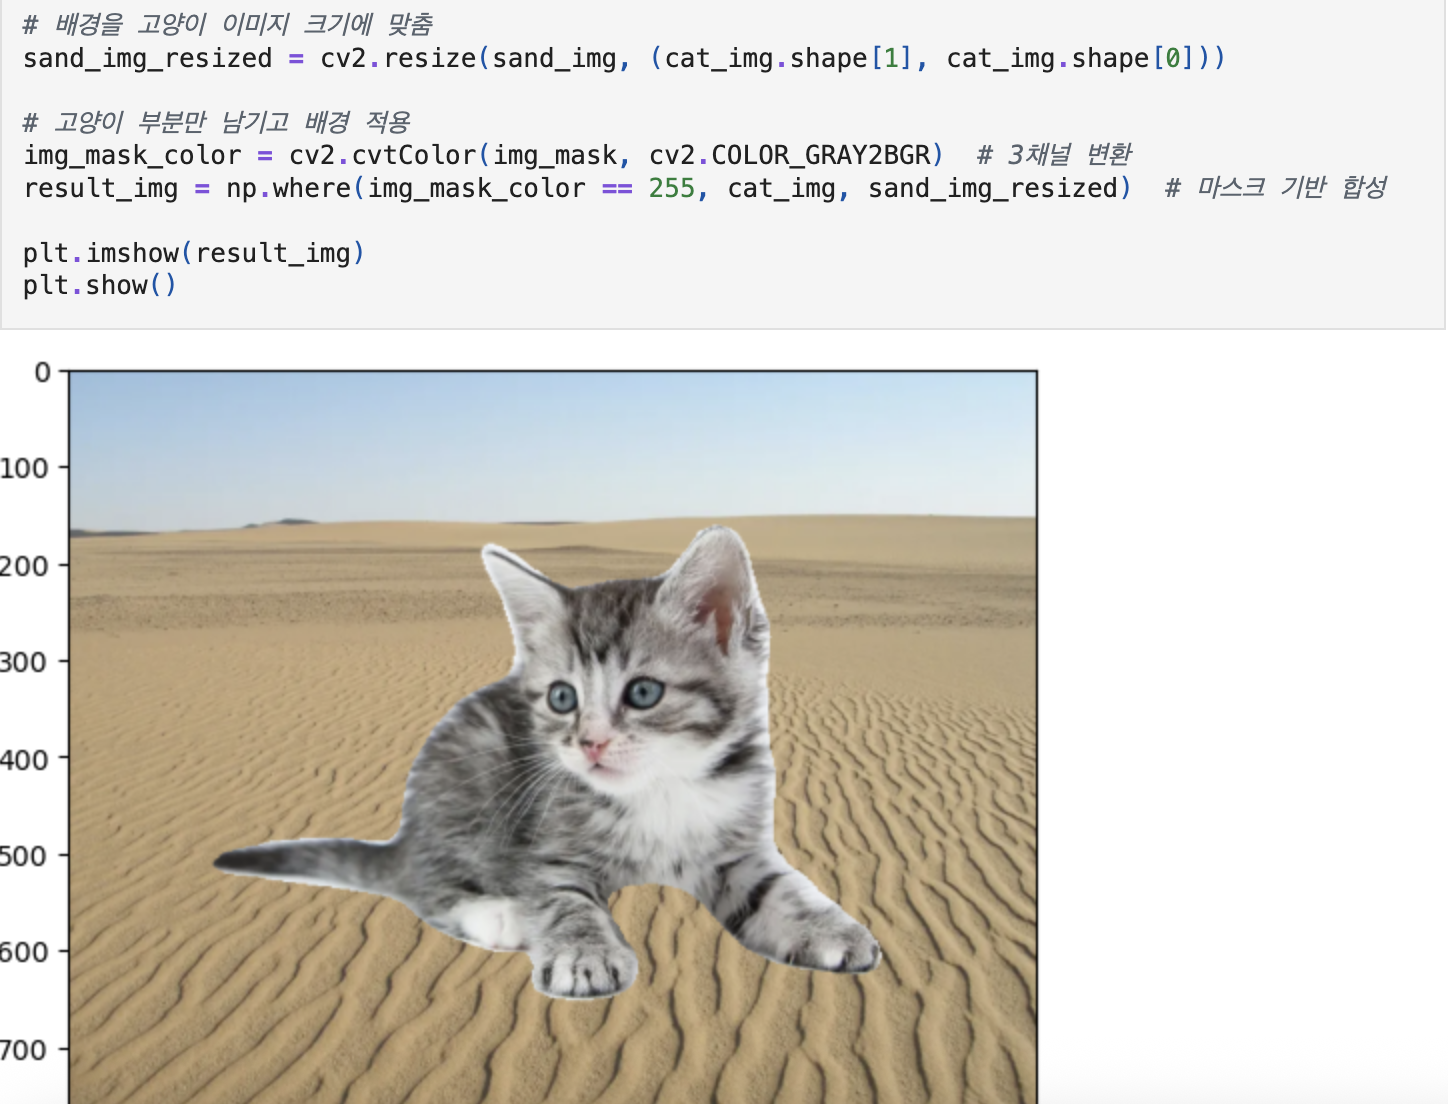 # 배경을 고양이 이미지 크기에 맞춤
sand_img_resized = cv2.resize(sand_img, (cat_img.shape[1], cat_img.shape[0]))
# 고양이 부분만 남기고 배경 적용
img_mask_color = cv2.cvtColor(img_mask, cv2.COLOR_GRAY2BGR)  # 3채널 변환
result_img = np.where(img_mask_color == 255, cat_img, sand_img_resized)  # 마스크 기반 합성
plt.imshow(result_img)
plt.show()
0
100
200
300
400
500
600
700